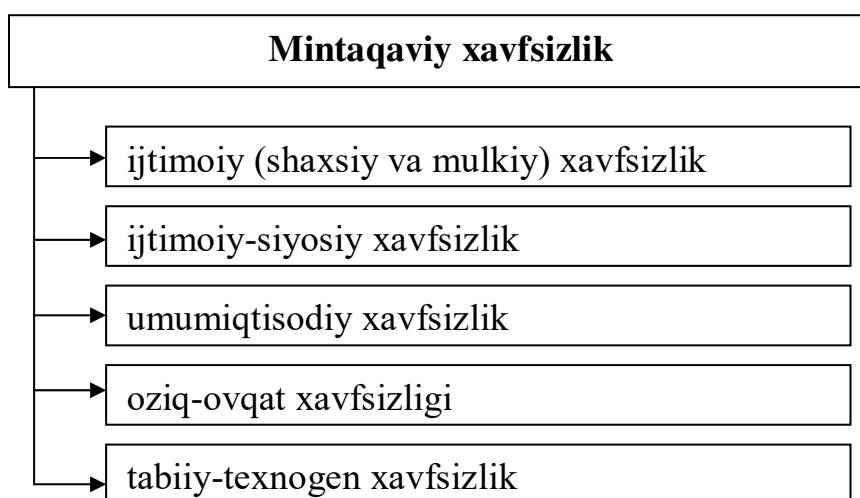 Mintaqaviy xavfsizlik
ijtimoiy (shaxsiy va mulkiy) xavfsizlik
ijtimoiy-siyosiy xavfsizlik
umumiqtisodiy xavfsizlik
oziq-ovqat xavfsizligi
tabiiy-texnogen xavfsizlik